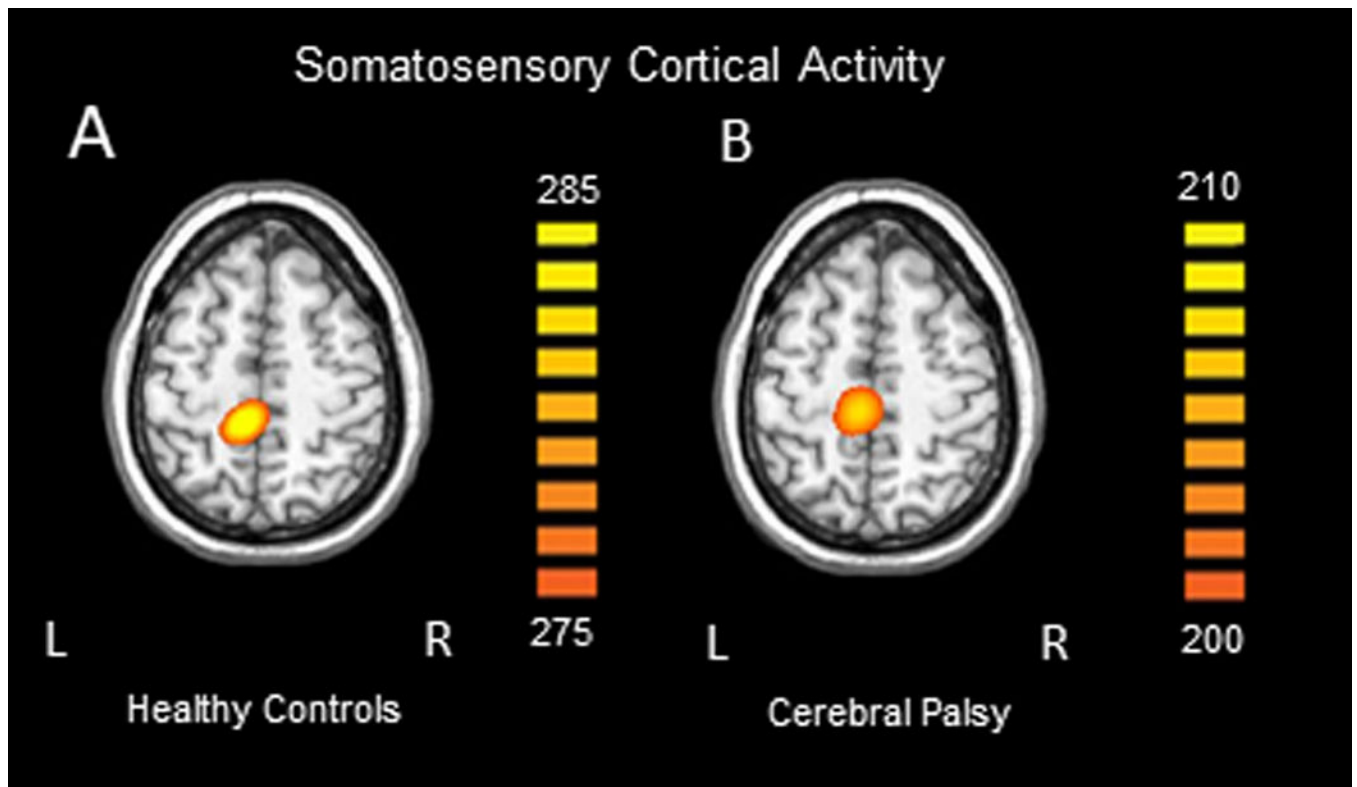 Somatosensory Cortical Activity
A
B
285
210
275
200
L
R
L
R
Healthy Controls
Cerebral Palsy